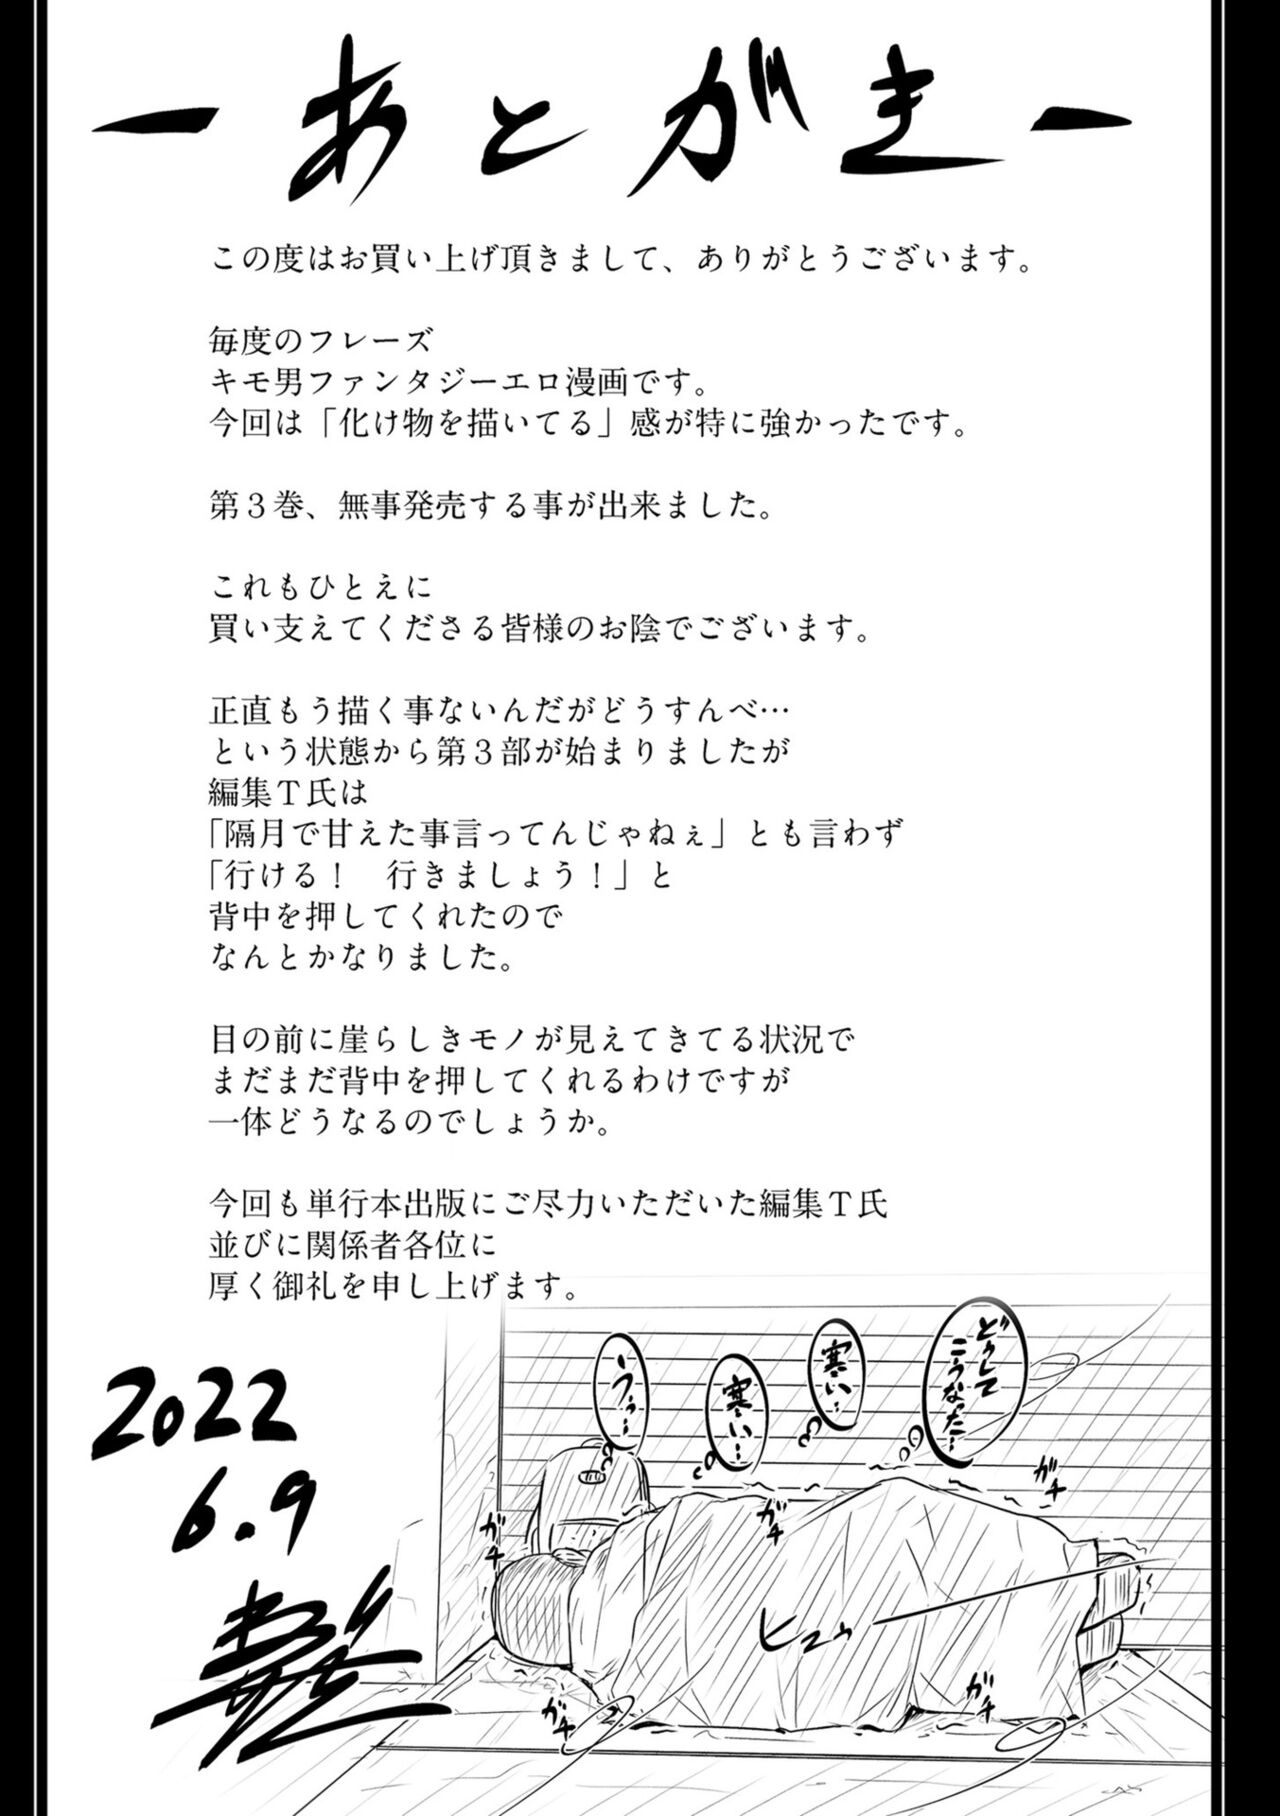 ー あとがき ー
この度はお買い上げ頂きまして、ありがとうございます。
毎度のフレーズ
キモ男ファンタジーエロ漫画です。
今回は「化け物を描いてる」感が特に強かったです。
第３巻、無事発売する事が出来ました。
これもひとえに
買い支えてくださる皆様のお陰でございます。
正直もう描く事ないんだがどうすんべ…
という状態から第３部が始まりましたが
編集Ｔ氏は
「隔月で甘えた事言ってんじゃねぇ」とも言わず
「行ける！　行きましょう！」と
背中を押してくれたので
なんとかなりました。
目の前に崖らしきモノが見えてきてる状況で
まだまだ背中を押してくれるわけですが
一体どうなるのでしょうか。
今回も単行本出版にご尽力いただいた編集Ｔ氏
並びに関係者各位に
厚く御礼を申し上げます。
どうして
こうなった…
寒い…
寒い…
うぅ…
ガチ
ガチ
ガチ
ヒュウ
ガチ
ガチ
2022
6.9